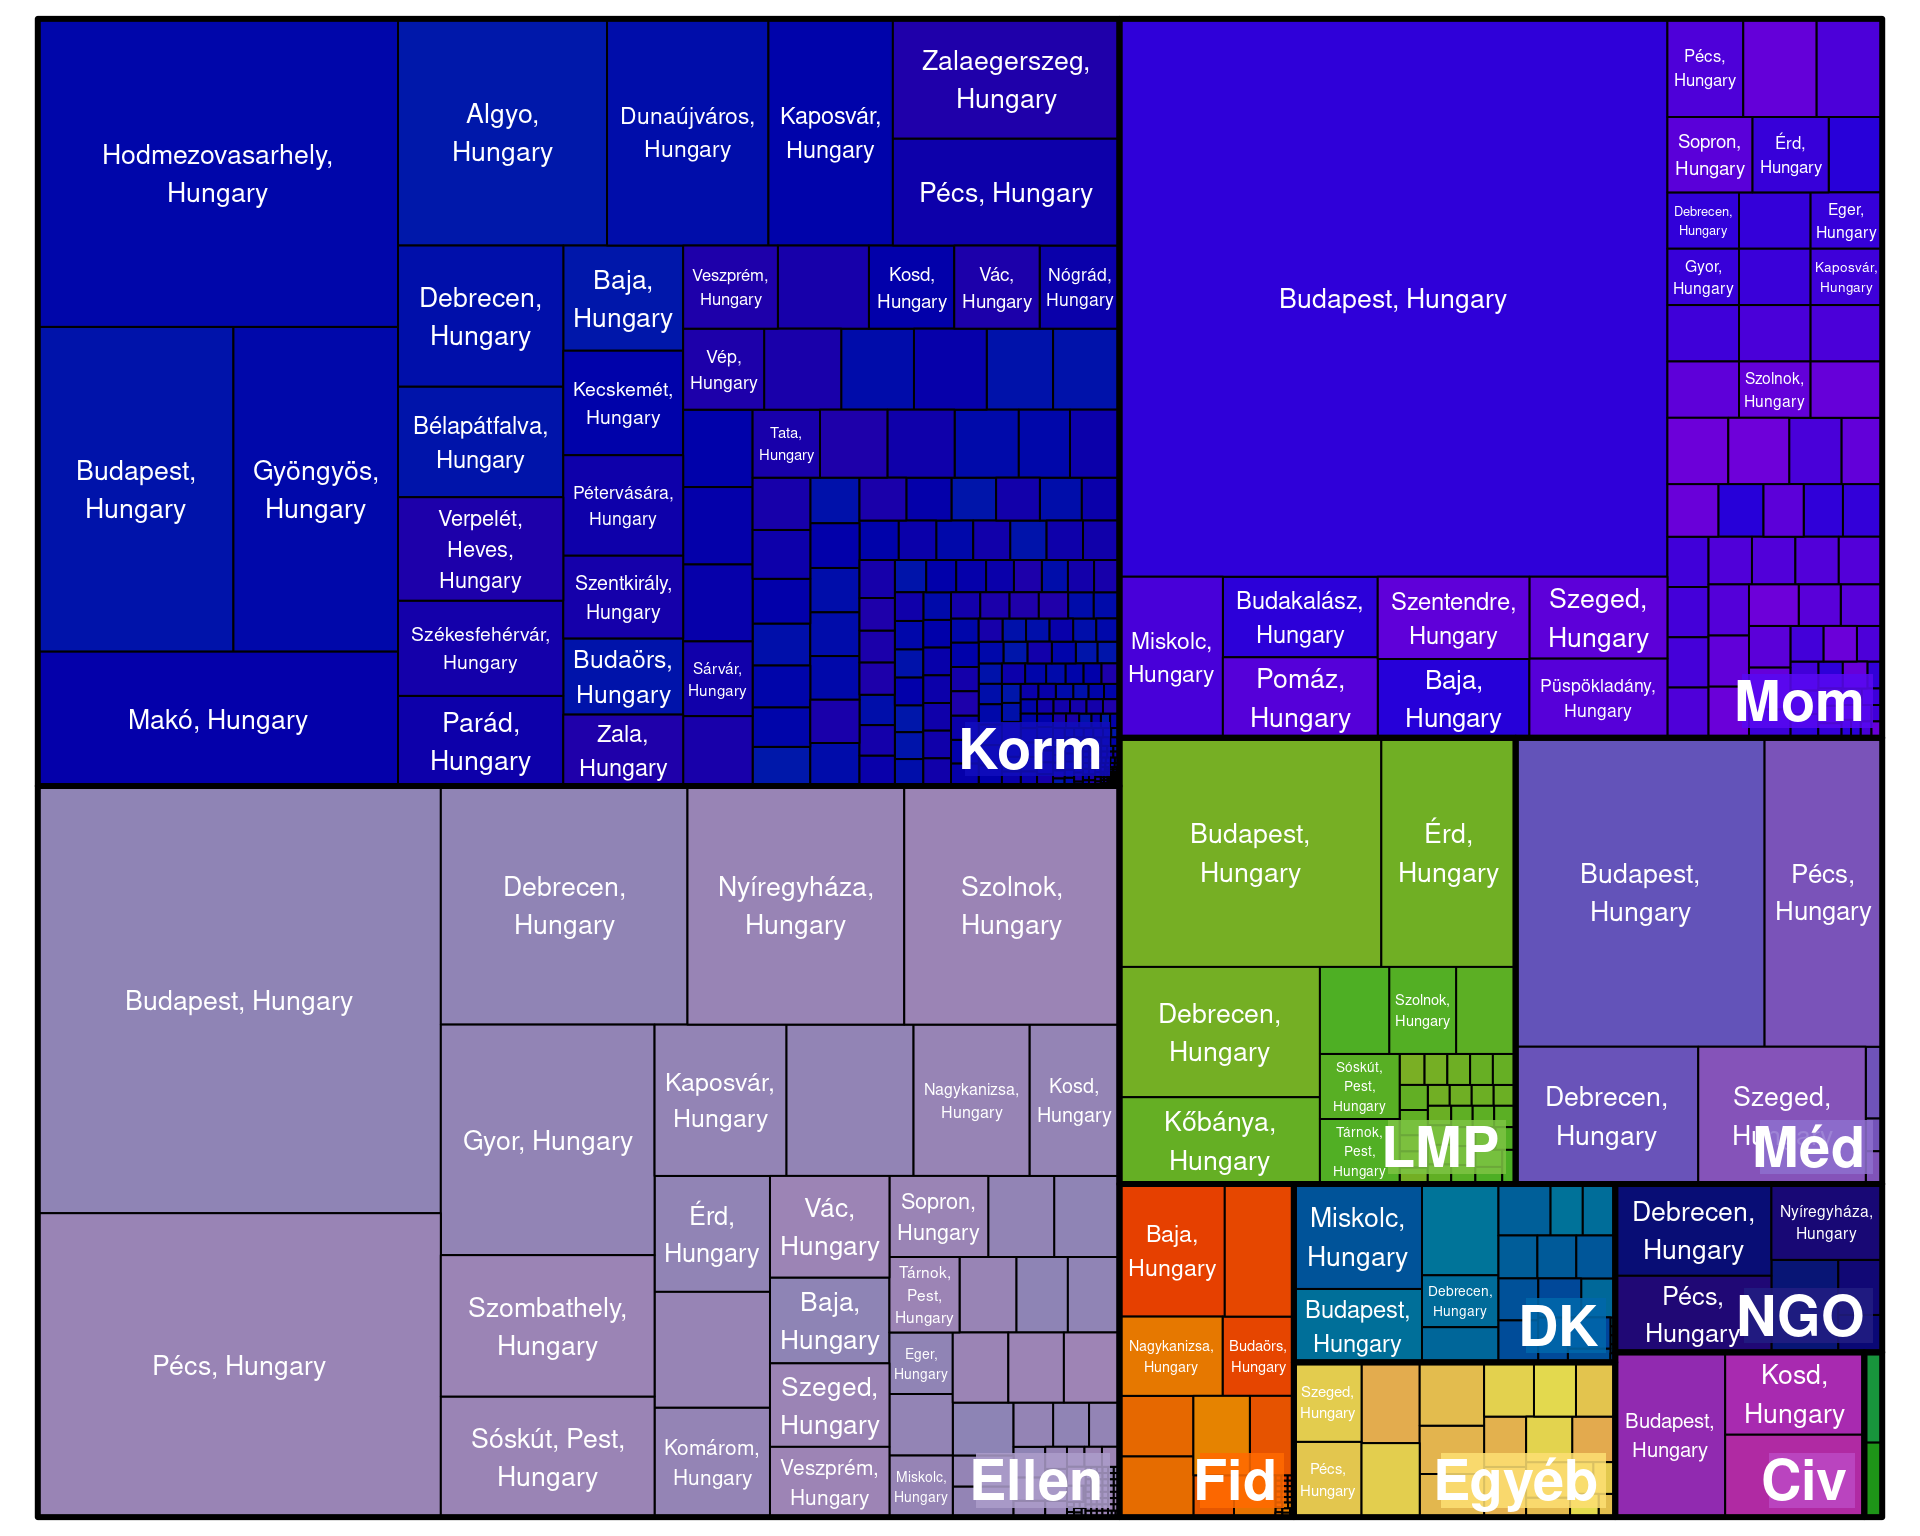 Hodmezovasarhely,
Hungary
Algyo,
Hungary
Dunaújváros,
Hungary
Kaposvár,
Hungary
Zalaegerszeg,
Hungary
Pécs, Hungary
Budapest,
Hungary
Gyöngyös,
Hungary
Makó, Hungary
Debrecen,
Hungary
Bélapátfalva,
Hungary
Verpelét,
Heves,
Hungary
Székesfehérvár,
Hungary
Parád,
Hungary
Baja,
Hungary
Kecskemét,
Hungary
Pétervására,
Hungary
Szentkirály,
Hungary
Budaörs,
Hungary
Zala,
Hungary
Veszprém,
Hungary
Kosd,
Hungary
Vác,
Hungary
Nógrád,
Hungary
Vép,
Hungary
Tata,
Hungary
Sárvár,
Hungary
Korm
Budapest, Hungary
Miskolc,
Hungary
Budakalász,
Hungary
Pomáz,
Hungary
Szentendre,
Hungary
Baja,
Hungary
Szeged,
Hungary
Püspökladány,
Hungary
Pécs,
Hungary
Sopron,
Hungary
Érd,
Hungary
Debrecen,
Hungary
Eger,
Hungary
Gyor,
Hungary
Kaposvár,
Hungary
Szolnok,
Hungary
Mom
Budapest, Hungary
Pécs, Hungary
Debrecen,
Hungary
Nyíregyháza,
Hungary
Szolnok,
Hungary
Gyor, Hungary
Szombathely,
Hungary
Sóskút, Pest,
Hungary
Kaposvár,
Hungary
Nagykanizsa,
Hungary
Kosd,
Hungary
Érd,
Hungary
Komárom,
Hungary
Vác,
Hungary
Baja,
Hungary
Szeged,
Hungary
Veszprém,
Hungary
Sopron,
Hungary
Tárnok,
Pest,
Hungary
Eger,
Hungary
Miskolc,
Hungary
Ellen
Budapest,
Hungary
Érd,
Hungary
Debrecen,
Hungary
Kőbánya,
Hungary
Szolnok,
Hungary
Sóskút,
Pest,
Hungary
Tárnok,
Pest,
Hungary
LMP
Budapest,
Hungary
Pécs,
Hungary
Debrecen,
Hungary
Szeged,
Hungary
Méd
Baja,
Hungary
Nagykanizsa,
Hungary
Budaörs,
Hungary
Fid
Miskolc,
Hungary
Budapest,
Hungary
Debrecen,
Hungary
DK
Debrecen,
Hungary
Nyíregyháza,
Hungary
Pécs,
Hungary
NGO
Szeged,
Hungary
Pécs,
Hungary
Egyéb
Budapest,
Hungary
Kosd,
Hungary
Civ